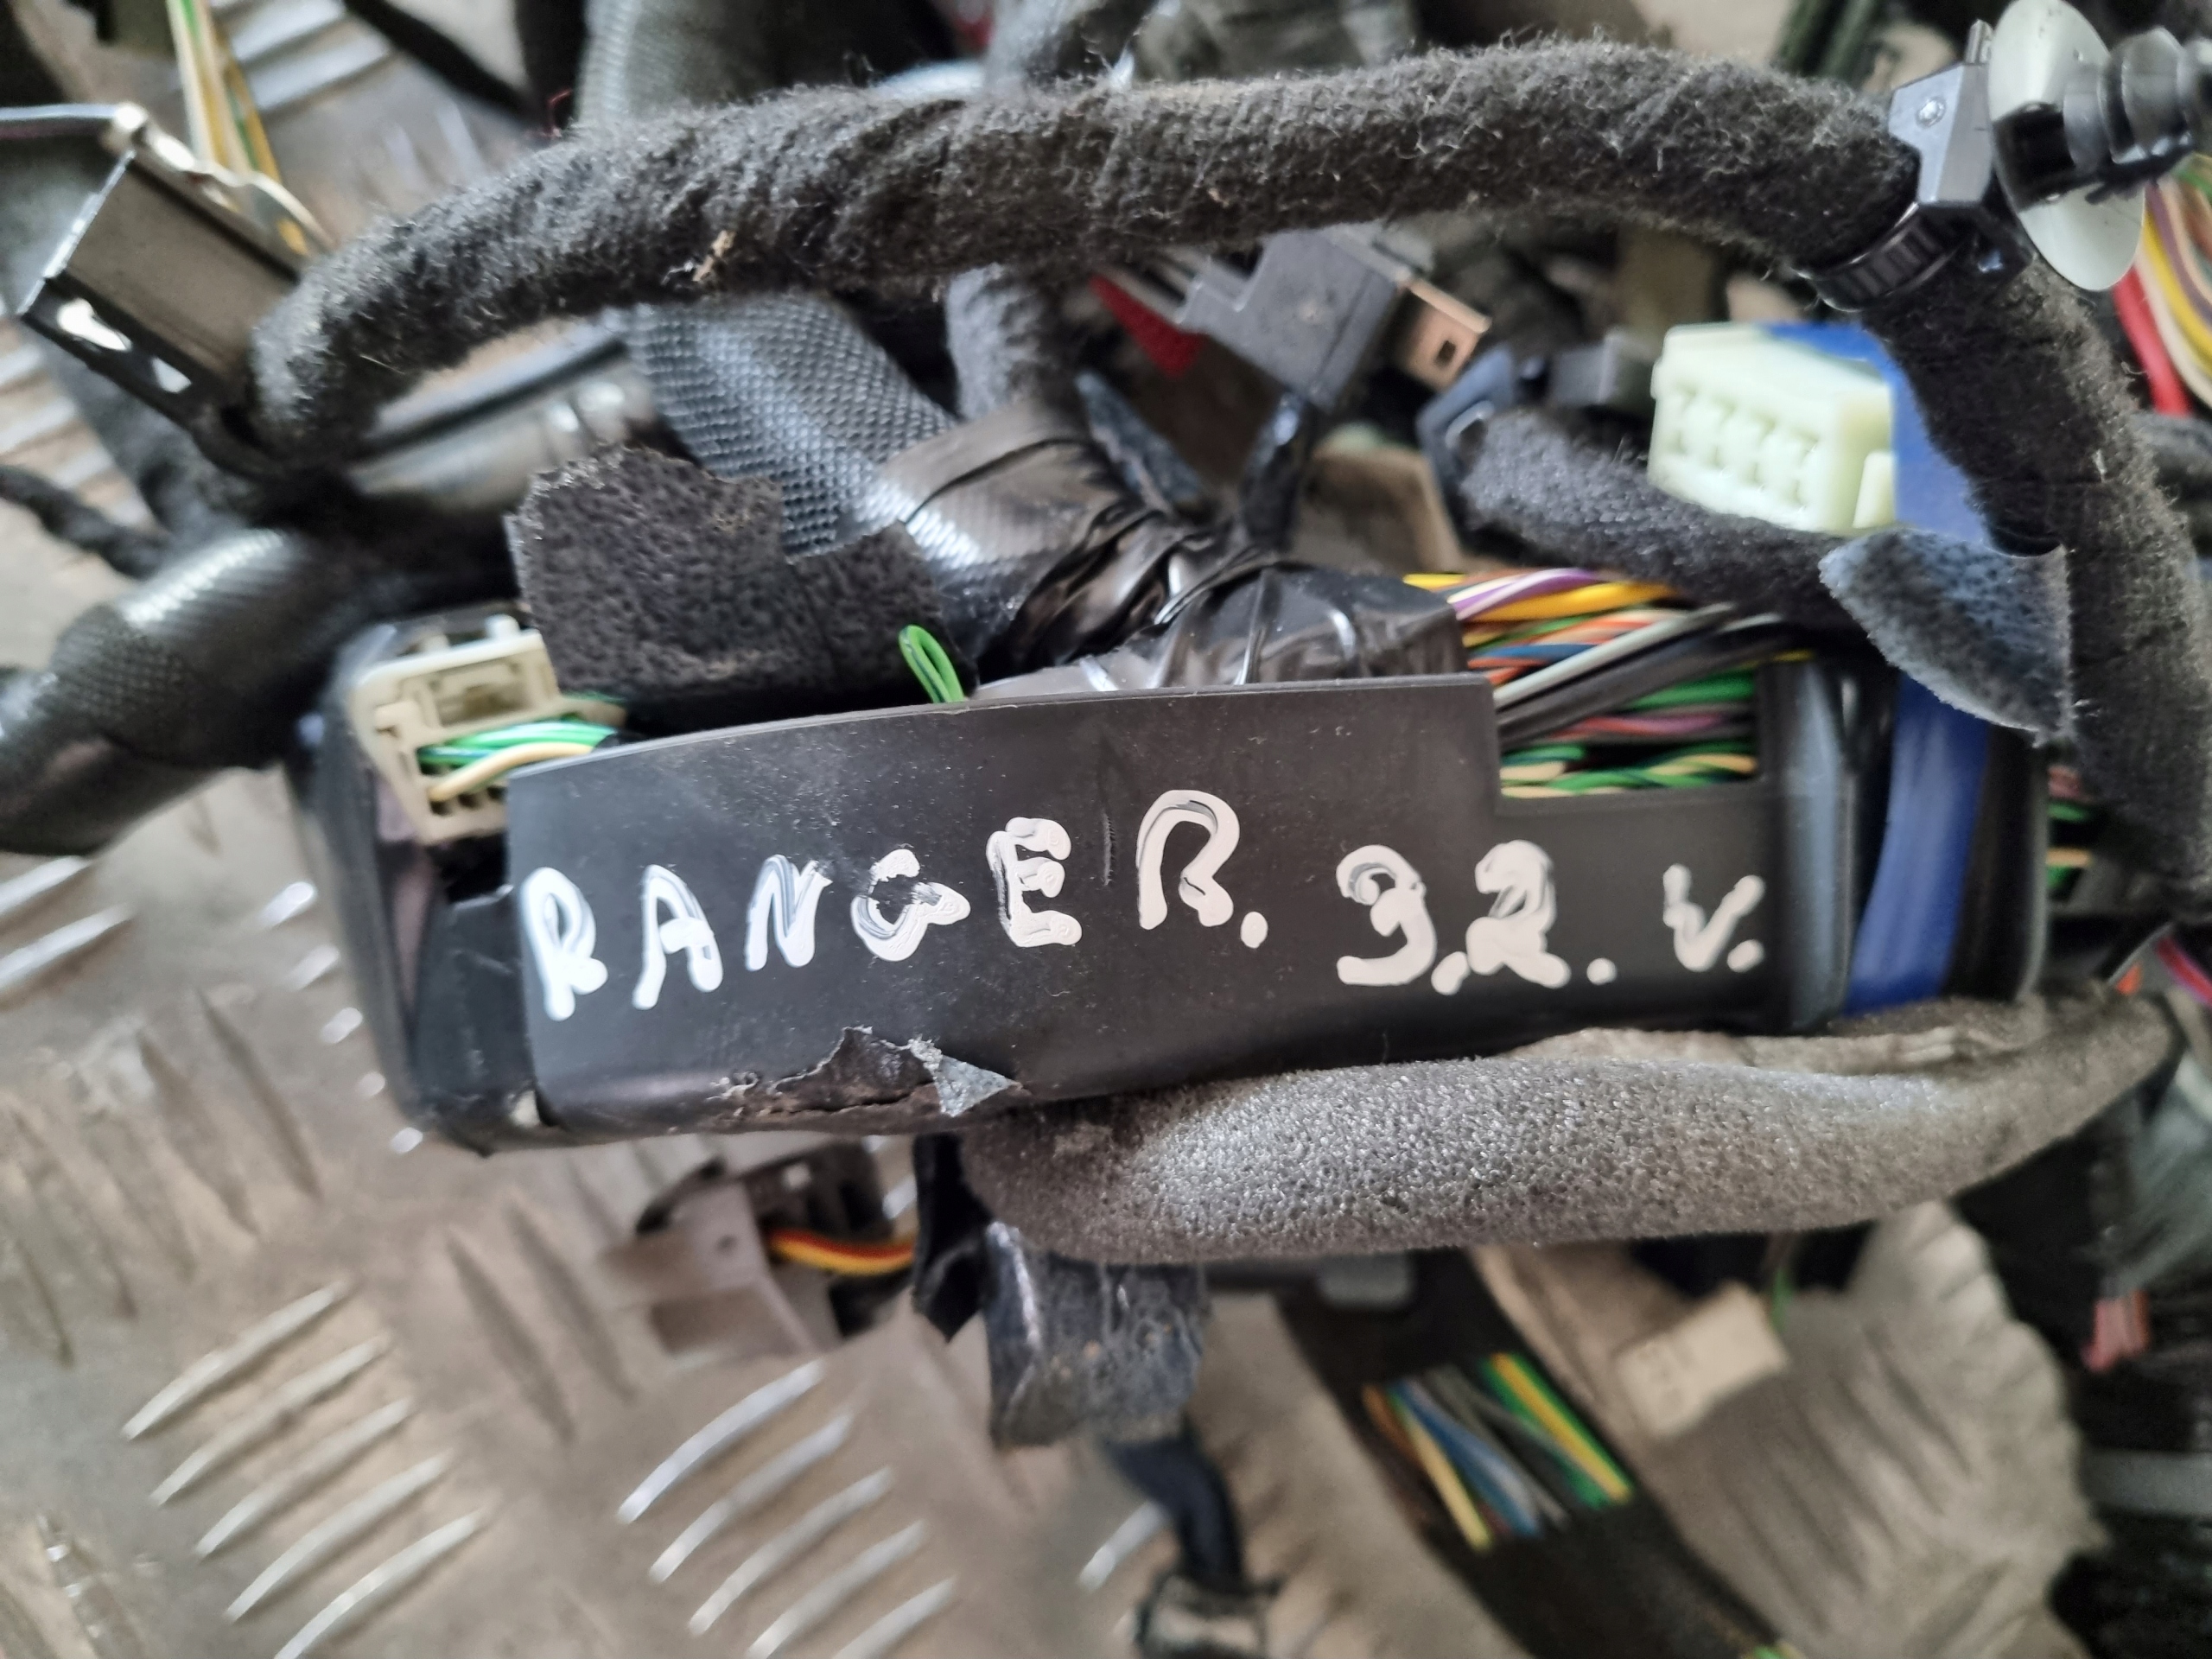 RANGER. 3,2. V.